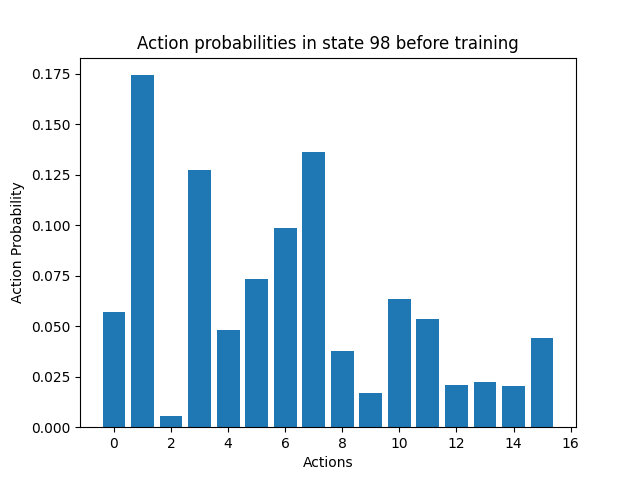 Action probabilities in state 98 before training
Action Probability
0.175
0.150
0.125
0.100
0.075
0.050
0.025
0.000
0 2 4 6 8 10 12 14 16
Actions